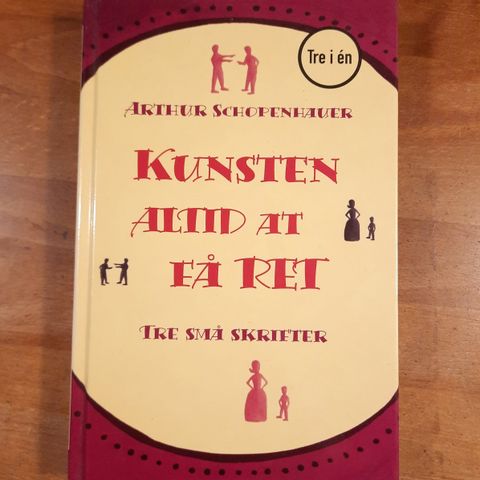 Tre i én
ARTHUR SCHOPENHAUER
KUNSTEN
ALTID AT
FÅ RET
TRE SMÅ SKRIFTER